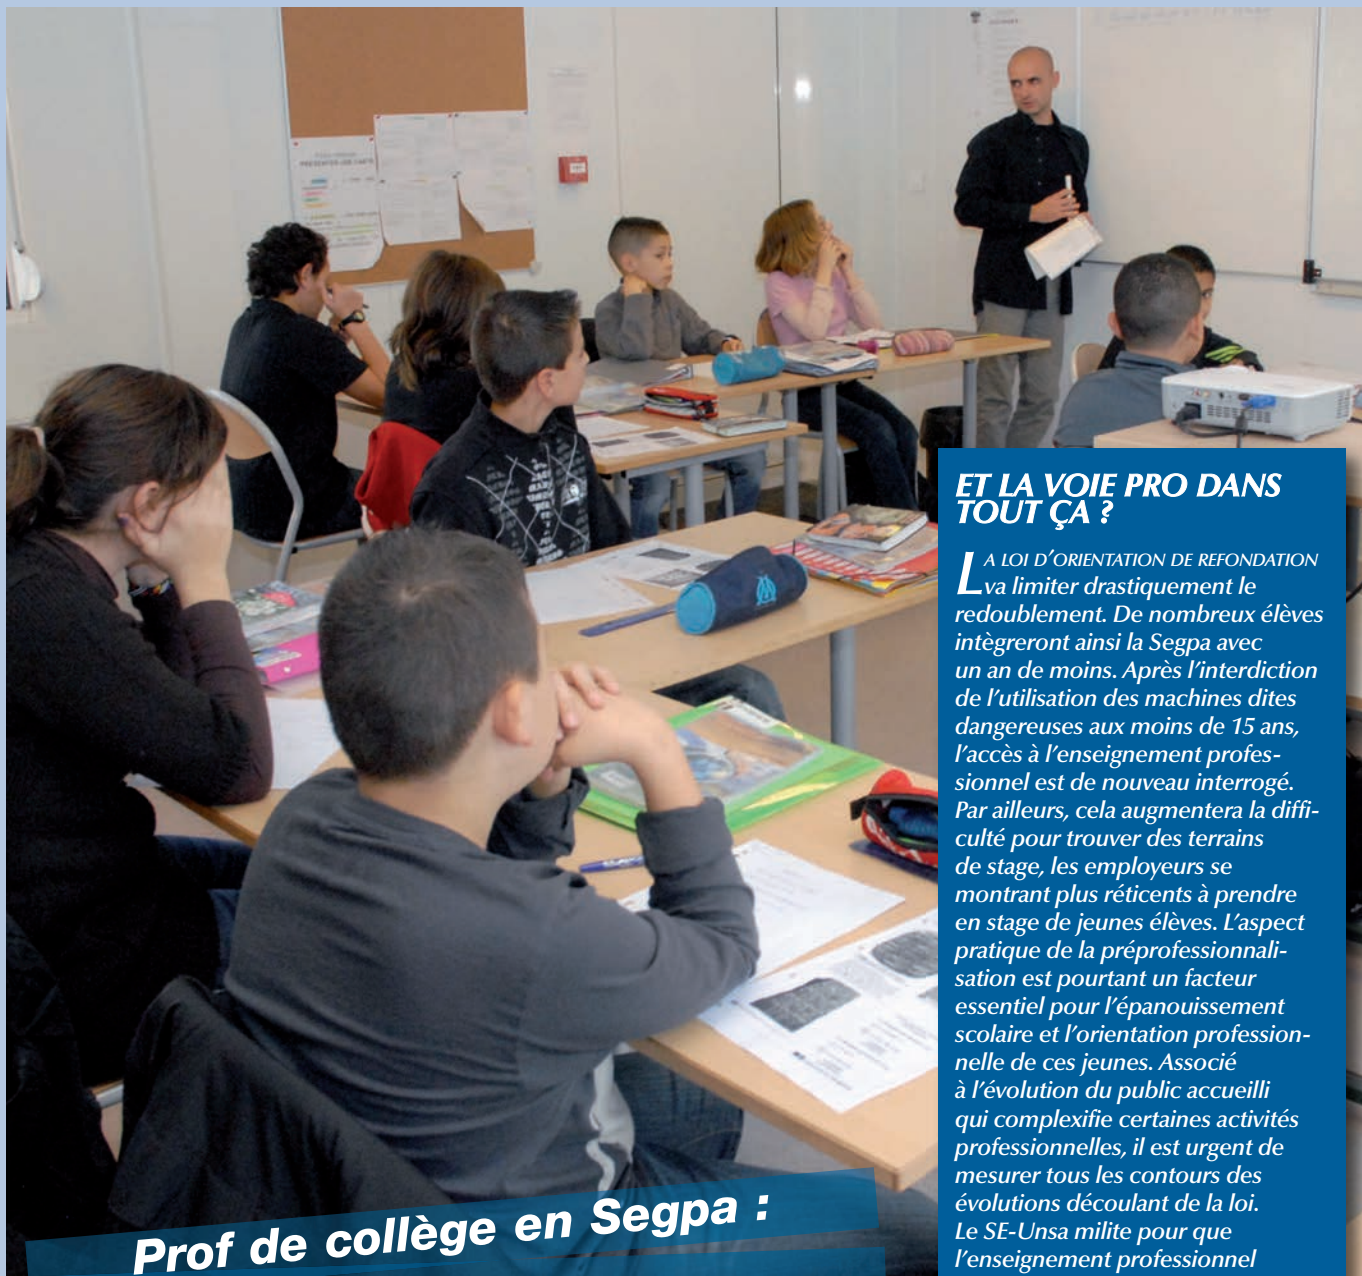 PRÉSENTER UNE CARTE
ET LA VOIE PRO DANS
TOUT ÇA ?
LA LOI D'ORIENTATION DE REFONDATION
va limiter drastiquement le
redoublement. De nombreux élèves
intègreront ainsi la Segpa avec
un an de moins. Après l'interdiction
de l'utilisation des machines dites
dangereuses aux moins de 15 ans,
l'accès à l'enseignement profes-
sionnel est de nouveau interrogé.
Par ailleurs, cela augmentera la diffi-
culté pour trouver des terrains
de stage, les employeurs se
montrant plus réticents à prendre
en stage de jeunes élèves. L'aspect
pratique de la préprofessionnali-
sation est pourtant un facteur
essentiel pour l'épanouissement
scolaire et l'orientation profession-
nelle de ces jeunes. Associé
à l'évolution du public accueilli
qui complexifie certaines activités
professionnelles, il est urgent de
mesurer tous les contours des
évolutions découlant de la loi.
Le SE-Unsa milite pour que
l'enseignement professionnel
Prof de collège en Segpa :